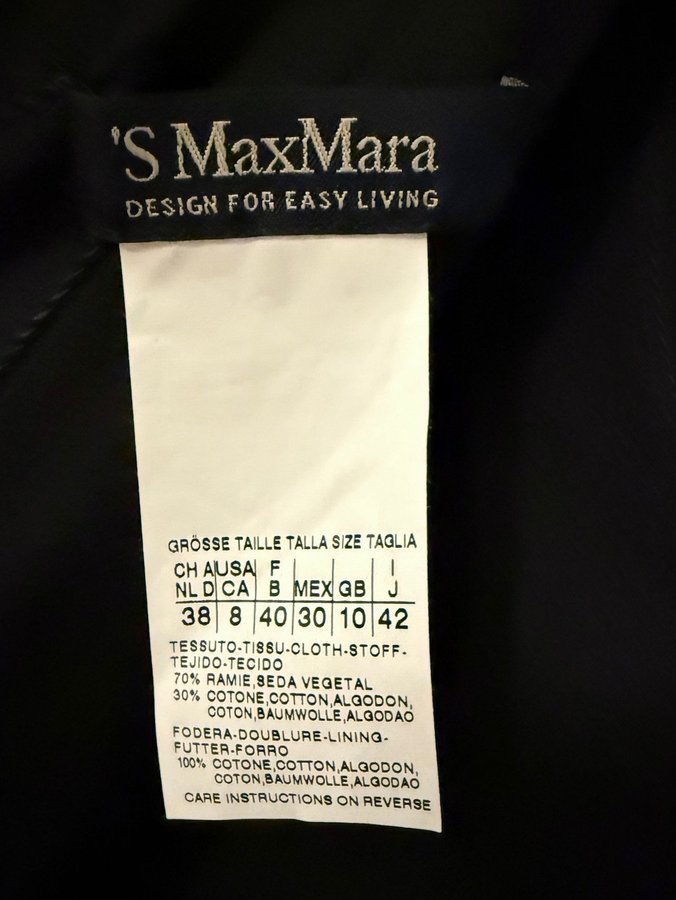 'S MaxMara
DESIGN FOR EASY LIVING
GRÖSSE TAILLE TALLA SIZE TAGLIA
CH A USA F I
NL D CA B MEX GB J
38 8 40 30 10 42
TESSUTO-TISSU-CLOTH-STOFF-
TEJIDO-TECIDO
70% RAMIE,SEDA VEGETAL
30% COTONE,COTTON,ALGODON,
COTON,BAUMWOLLE,ALGODAO
FODERA-DOUBLURE-LINING-
FUTTER-FORRO
100% COTONE,COTTON,ALGODON,
COTON,BAUMWOLLE,ALGODAO
CARE INSTRUCTIONS ON REVERSE